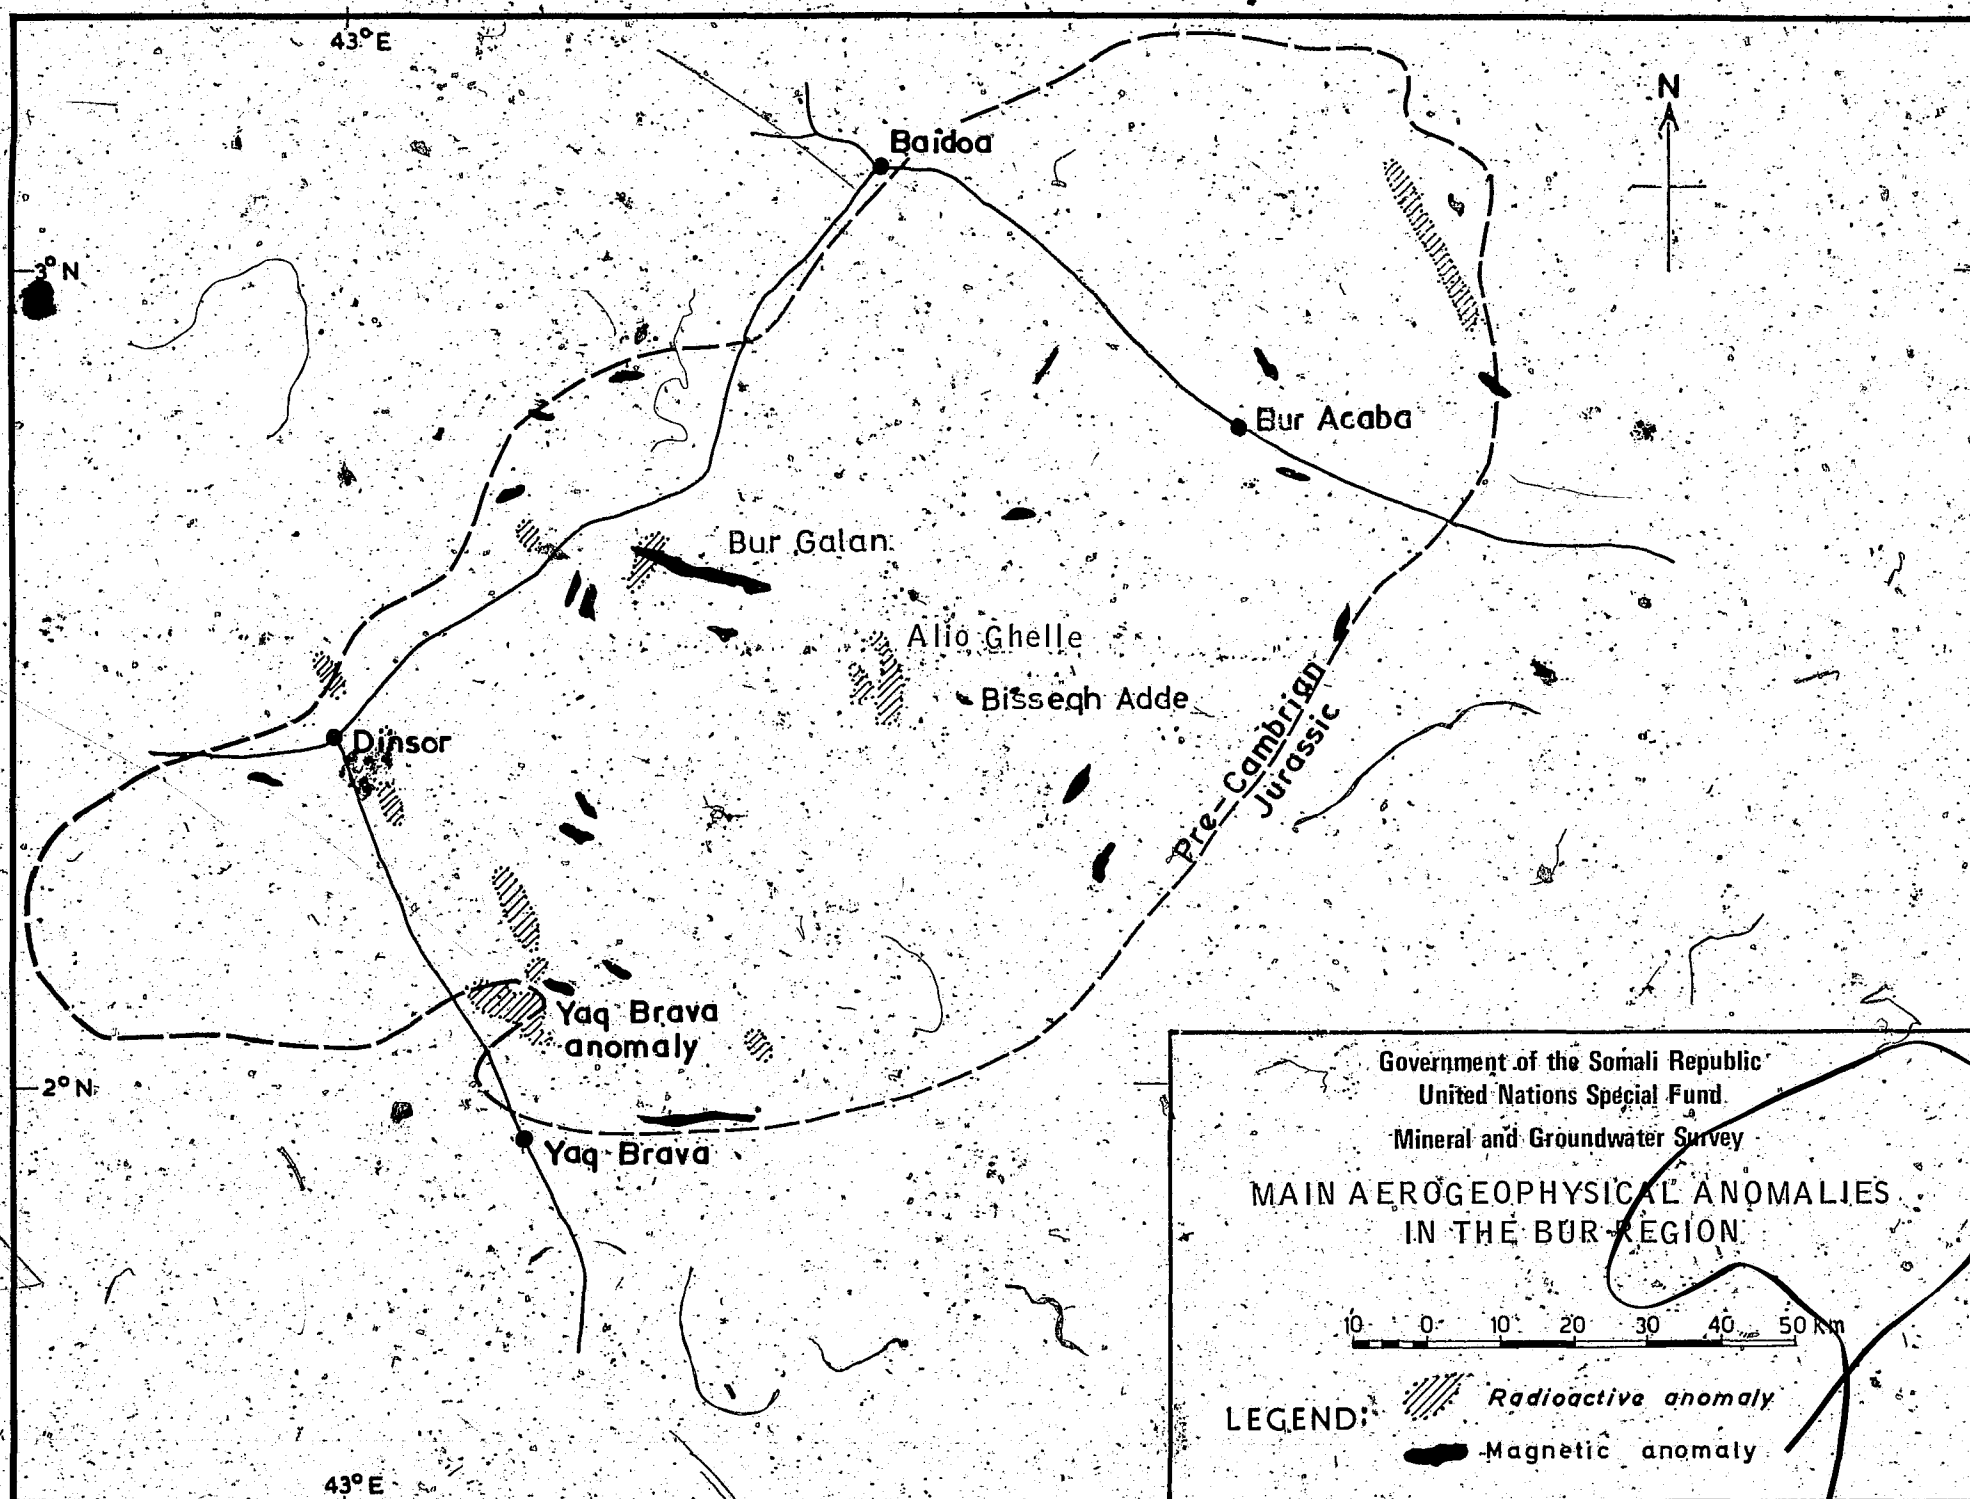 43°E
N
Baidoa
3°N
Bur Acaba
Bur Galan
Alio Ghelle
Bisseqh Adde
Pre-Cambrian
Jurassic
Dinsor
Yaq Brava
anomaly
2°N
Yaq Brava
Government of the Somali Republic
United Nations Special Fund
Mineral and Groundwater Survey
MAIN AEROGEOPHYSICAL ANOMALIES
IN THE BUR REGION
10 0 10 20 30 40 50 km
LEGEND:
Radioactive anomaly
Magnetic anomaly
43°E